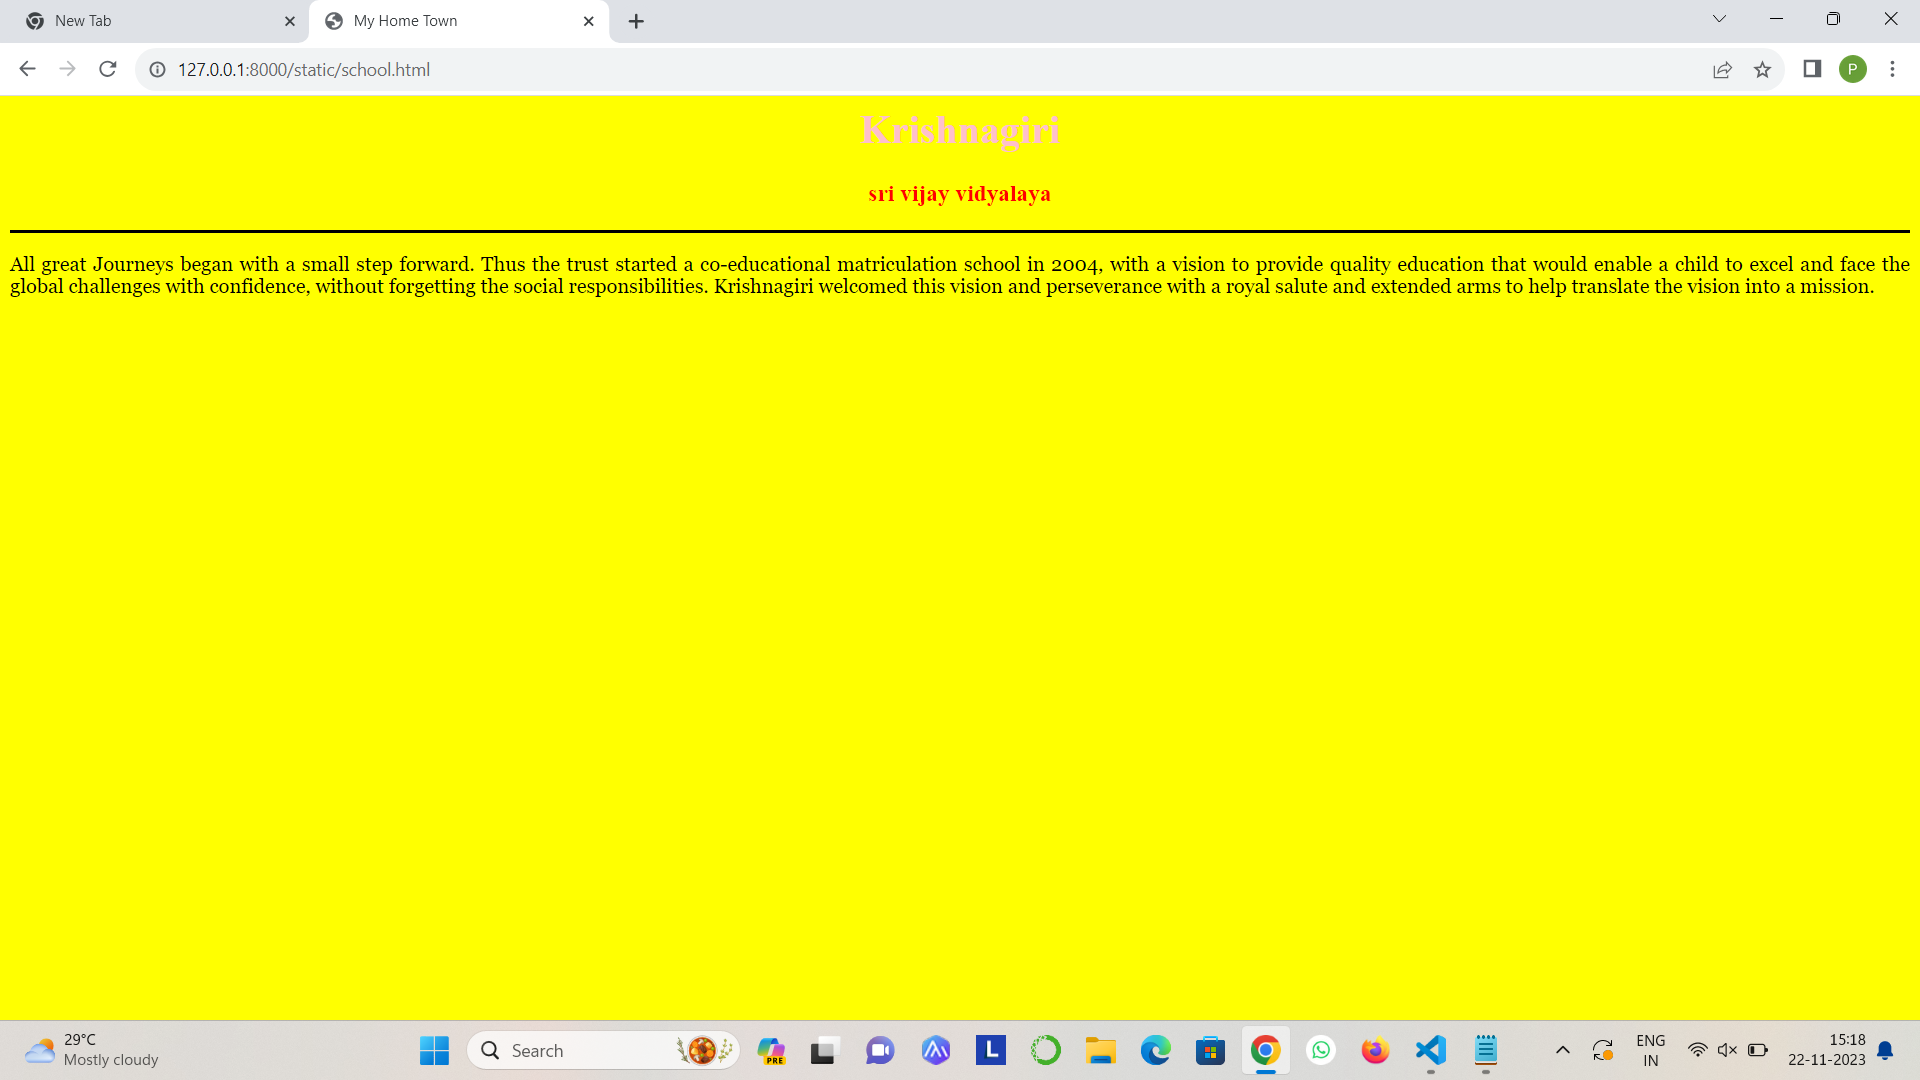 New Tab
My Home Town
127.0.0.1:8000/static/school.html
P
Krishnagiri
sri vijay vidyalaya
All great Journeys began with a small step forward. Thus the trust started a co-educational matriculation school in 2004, with a vision to provide quality education that would enable a child to excel and face the
global challenges with confidence, without forgetting the social responsibilities. Krishnagiri welcomed this vision and perseverance with a royal salute and extended arms to help translate the vision into a mission.
29°C
Mostly cloudy
Search
PRE
L
ENG
IN
15:18
22-11-2023